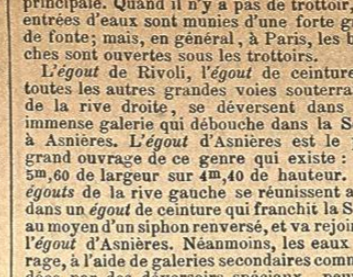 principale. Quand il n'y a pas de trottoir,
entrées d'eaux sont munies d'une forte
de fonte; mais, en général, à Paris, les
ches sont ouvertes sous les trottoirs.
L'égout de Rivoli, l'égout de ceinture
toutes les autres grandes voies souterra
de la rive droite, se déversent dans
immense galerie qui débouche dans la S
à Asnières. L'égout d'Asnières est le
grand ouvrage de ce genre qui existe :
5m,60 de largeur sur 4m,40 de hauteur.
égouts de la rive gauche se réunissent a
dans un égout de ceinture qui franchit la S
au moyen d'un siphon renversé, et va rejoin
l'égout d'Asnières. Néanmoins, les eaux
rage, à l'aide de galeries secondaires comm